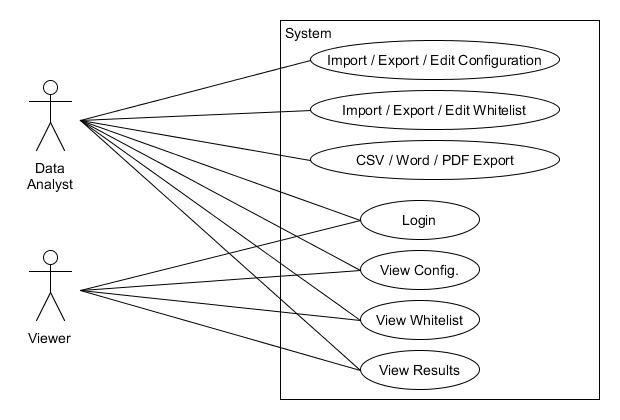 System
Import / Export / Edit Configuration
Import / Export / Edit Whitelist
CSV / Word / PDF Export
Data
Analyst
Login
View Config.
View Whitelist
Viewer
View Results